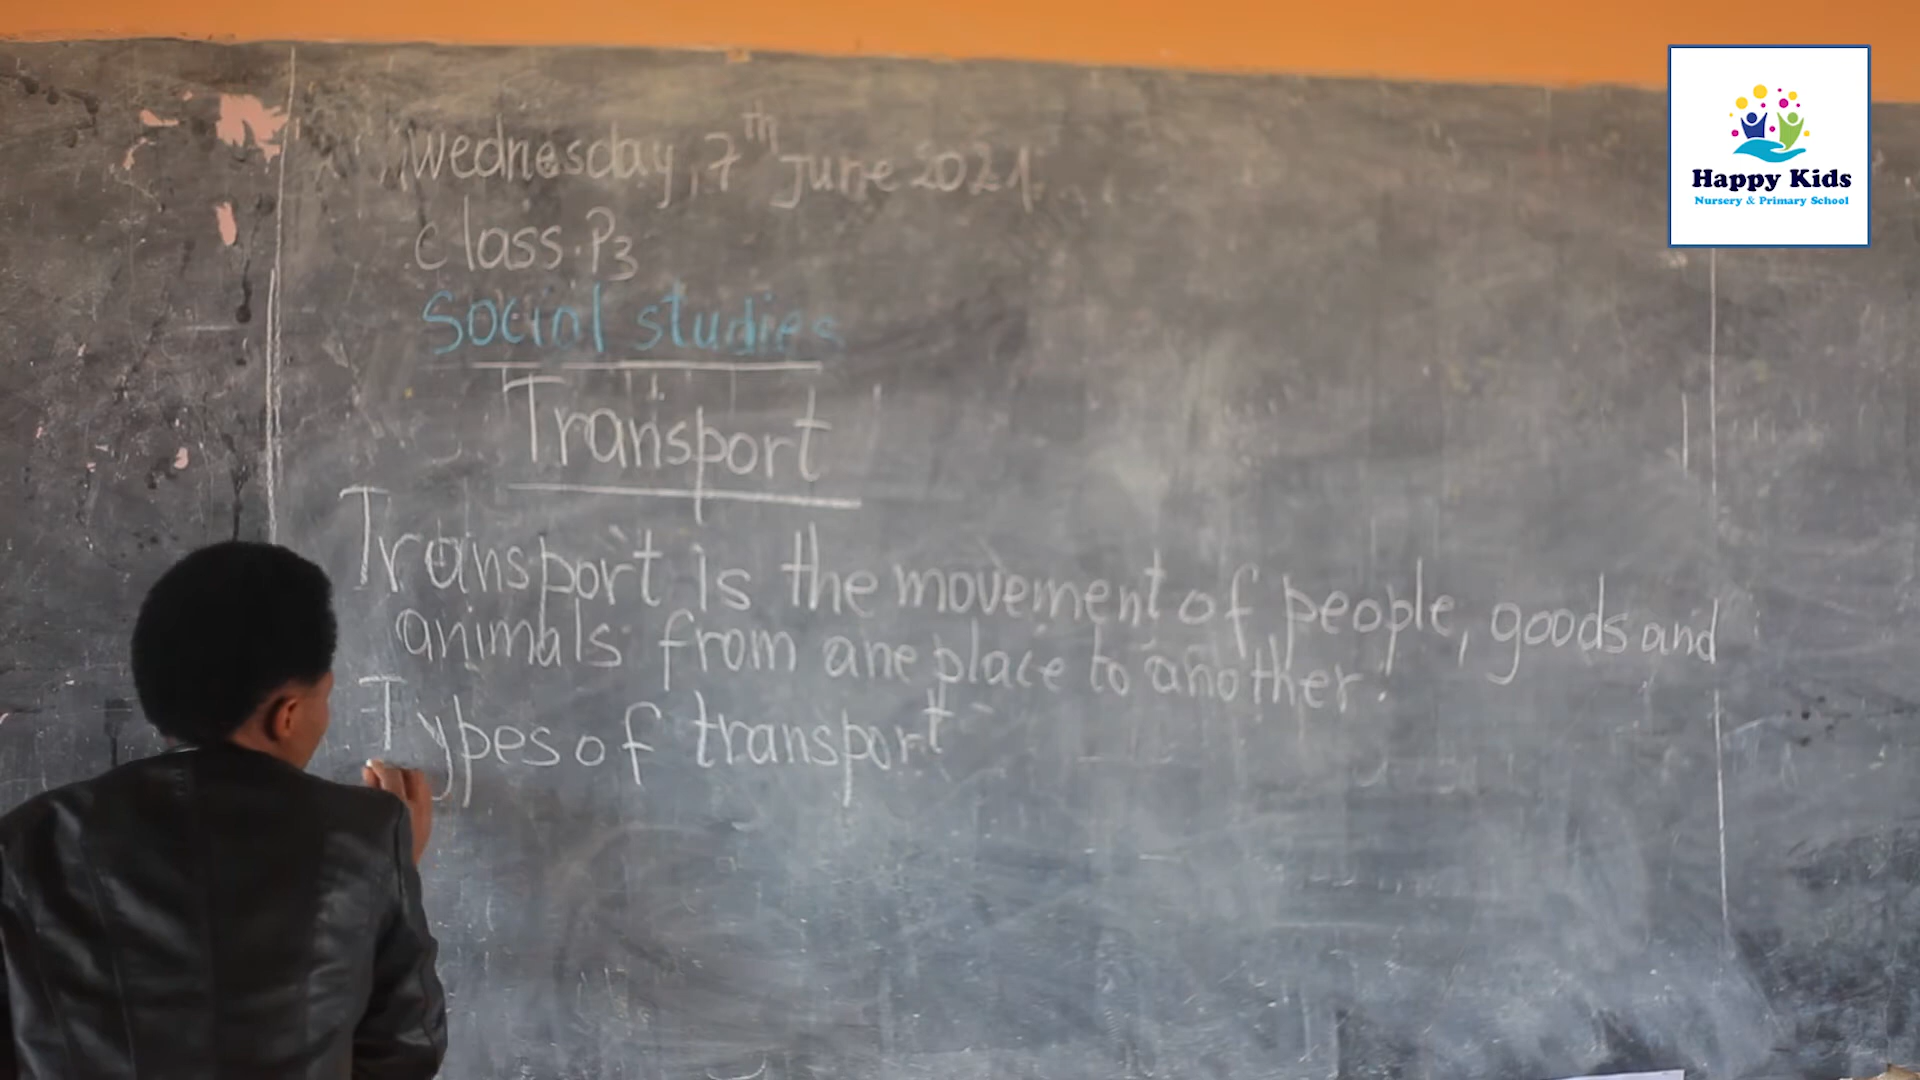 Wednesday, 7th June 2021
Class. P3
Social studies
Transport
Transport is the movement of people, goods and
animals from ane place to another.
Types of transport
Happy Kids
Nursery & Primary School